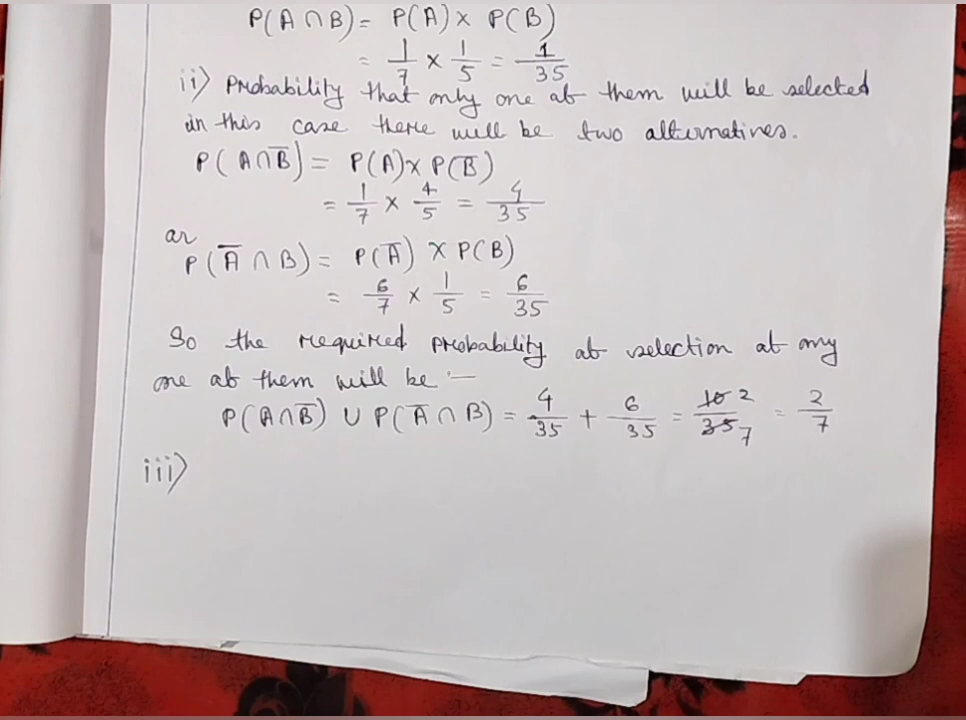 P(A ∩ B) = P(A) × P(B)
= 1/7 × 1/5 = 1/35
ii) Probability that only one of them will be selected
in this case there will be two alternatives.
P(A∩B̅) = P(A) × P(B̅)
= 1/7 × 4/5 = 4/35
or
P(A̅ ∩ B) = P(A̅) × P(B)
= 6/7 × 1/5 = 6/35
So the required probability of selection of any
one of them will be :—
P(A∩B̅) ∪ P(A̅ ∩ B) = 4/35 + 6/35 = 10 2/35 7 = 2/7
iii)